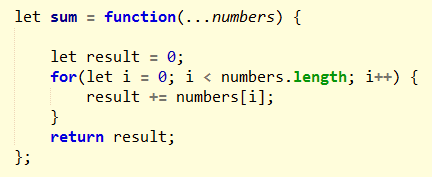 let sum = function(...numbers) {
    let result = 0;
    for(let i = 0; i < numbers.length; i++) {
        result += numbers[i];
    }
    return result;
};